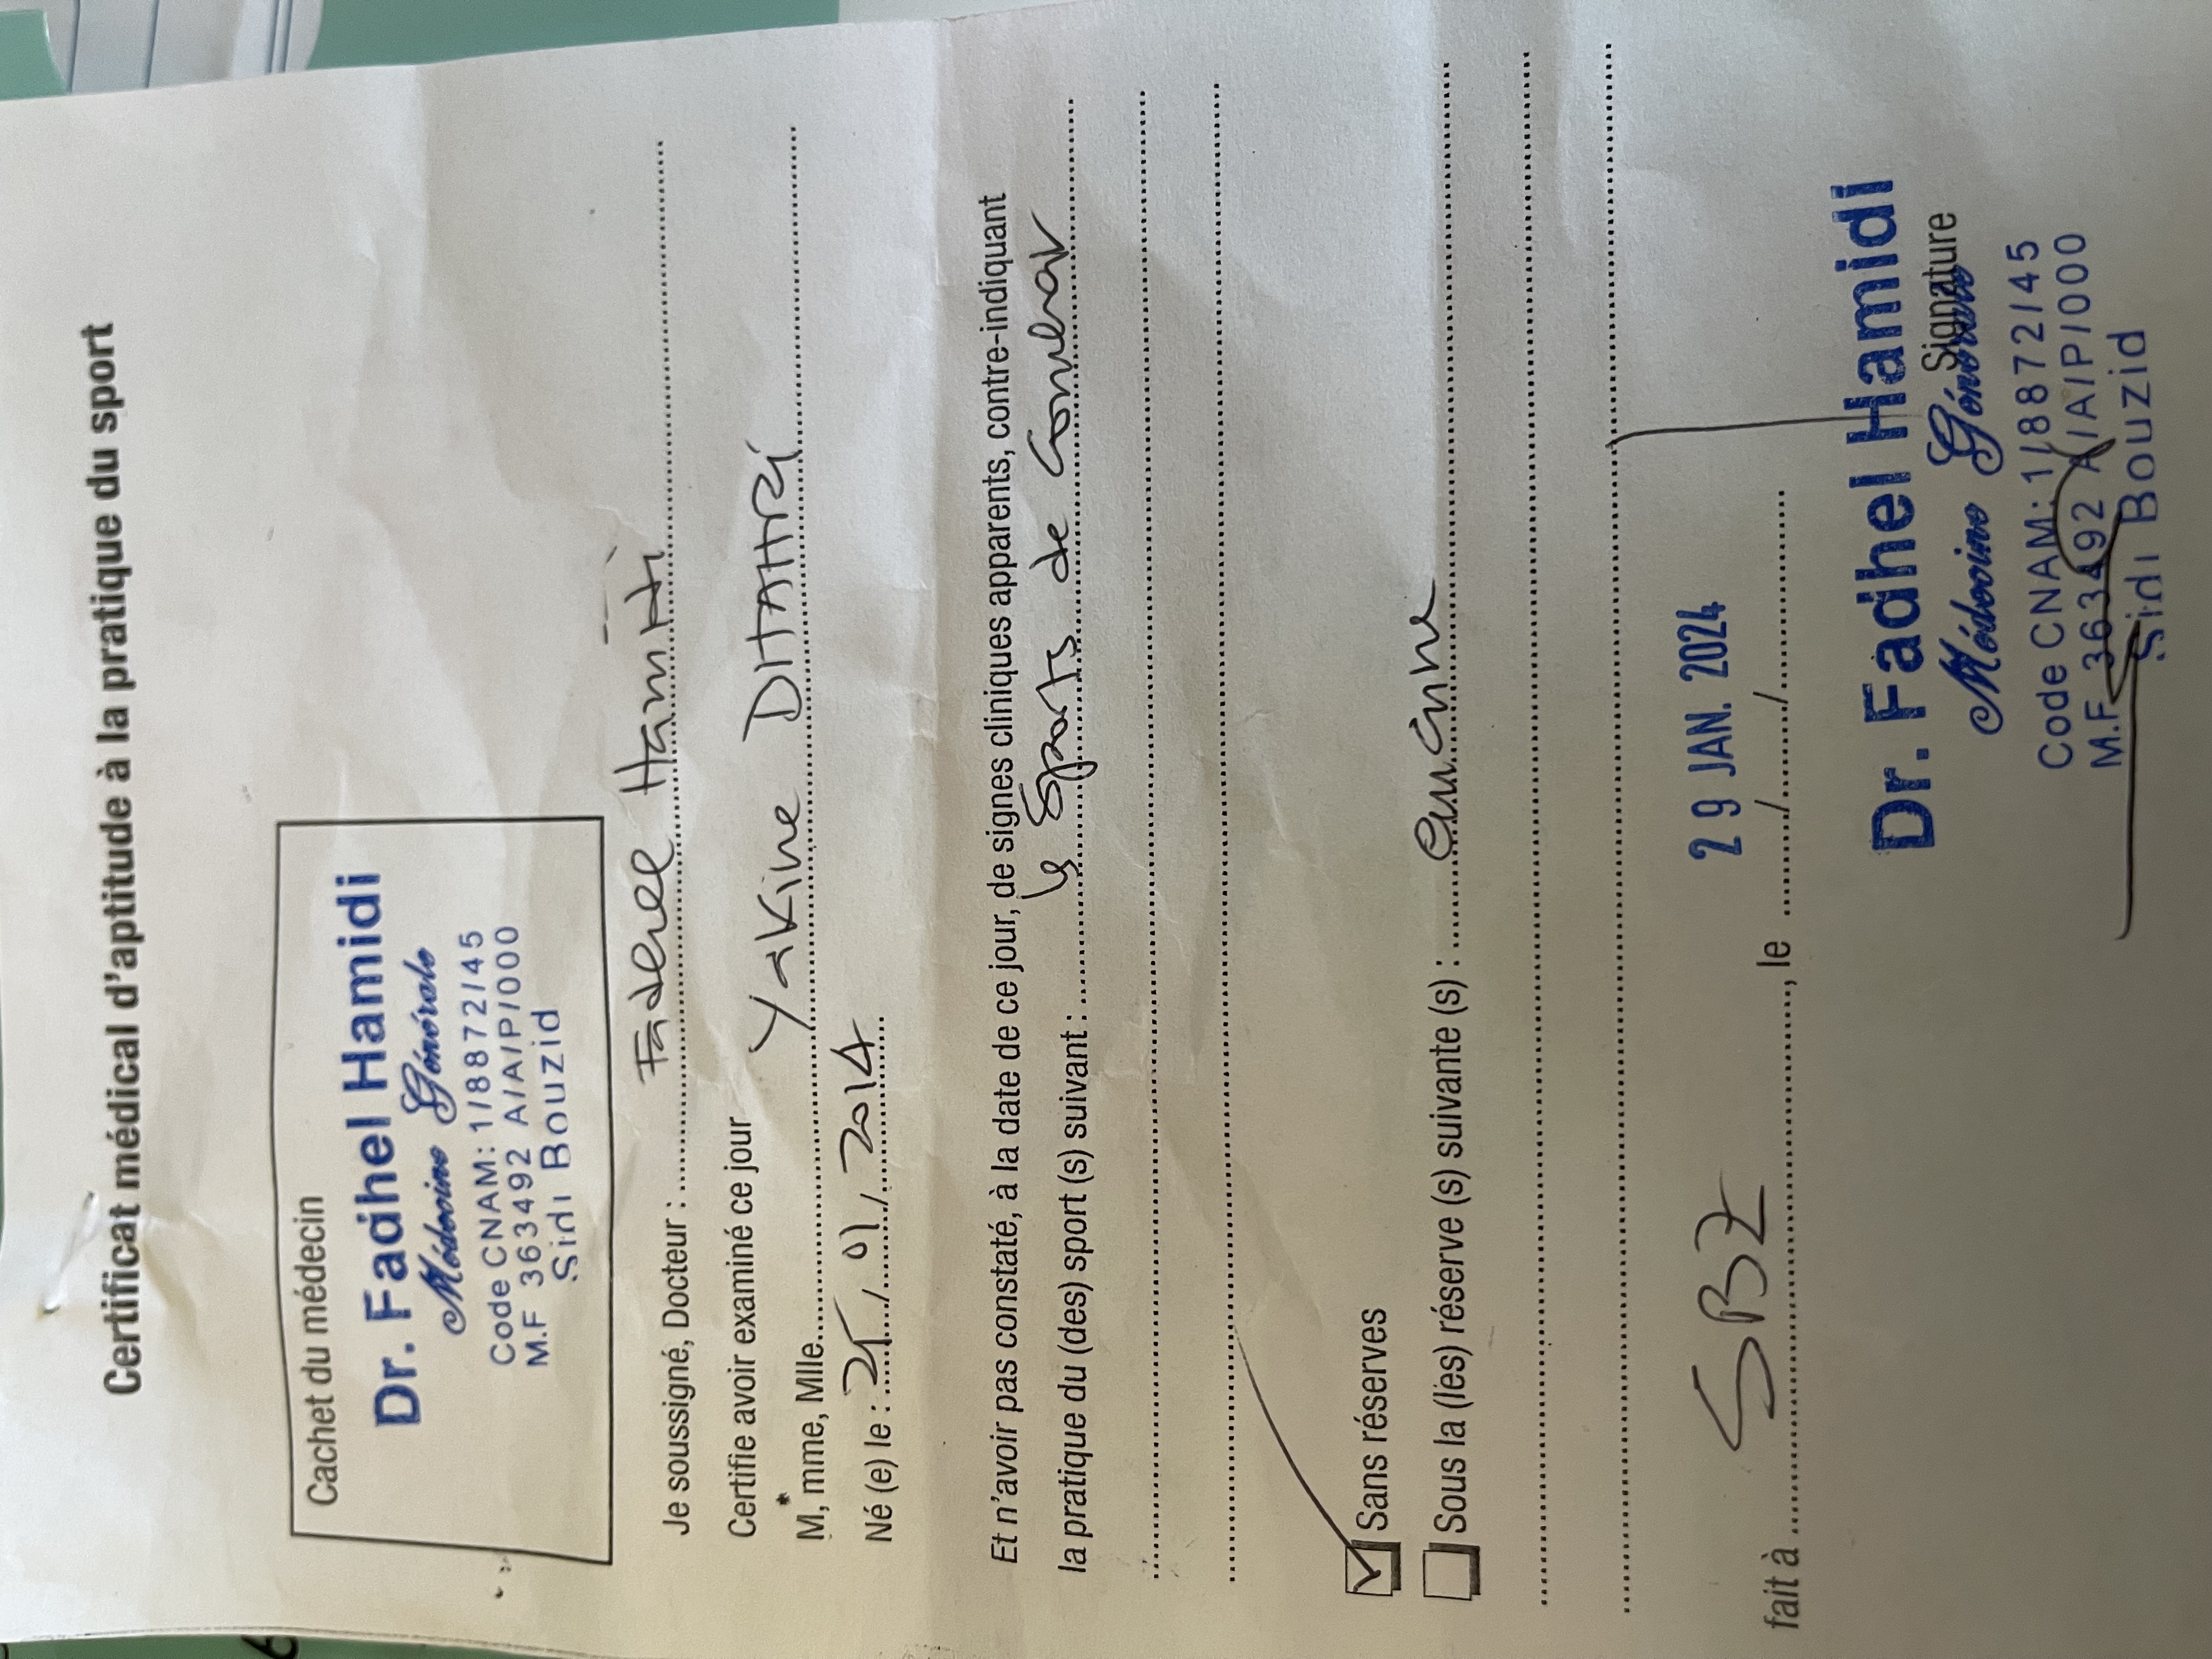 Certificat médical d'aptitude à la pratique du sport
Cachet du médecin
Dr. Fadhel Hamidi
Médecine Générale
Code CNAM: 1/8872/45
M.F 363492 A/A/P/000
Sidi Bouzid
Je soussigné, Docteur : Fadhel Hamidi
Certifie avoir examiné ce jour
M, mme, Mlle Yakine
Né (e) le : / 01 / 2014
Et n'avoir pas constaté, à la date de ce jour, de signes cliniques apparents, contre-indiquant
la pratique du (des) sport (s) suivant : Sports de Combat
Sans réserves
Sous la (les) réserve (s) suivante (s) :
fait à SBZ, le 29 JAN. 2024
Dr. Fadhel Hamidi
Signature
Médecine Générale
Code CNAM: 1/8872/45
M.F 363492 A/A/P/000
Sidi Bouzid